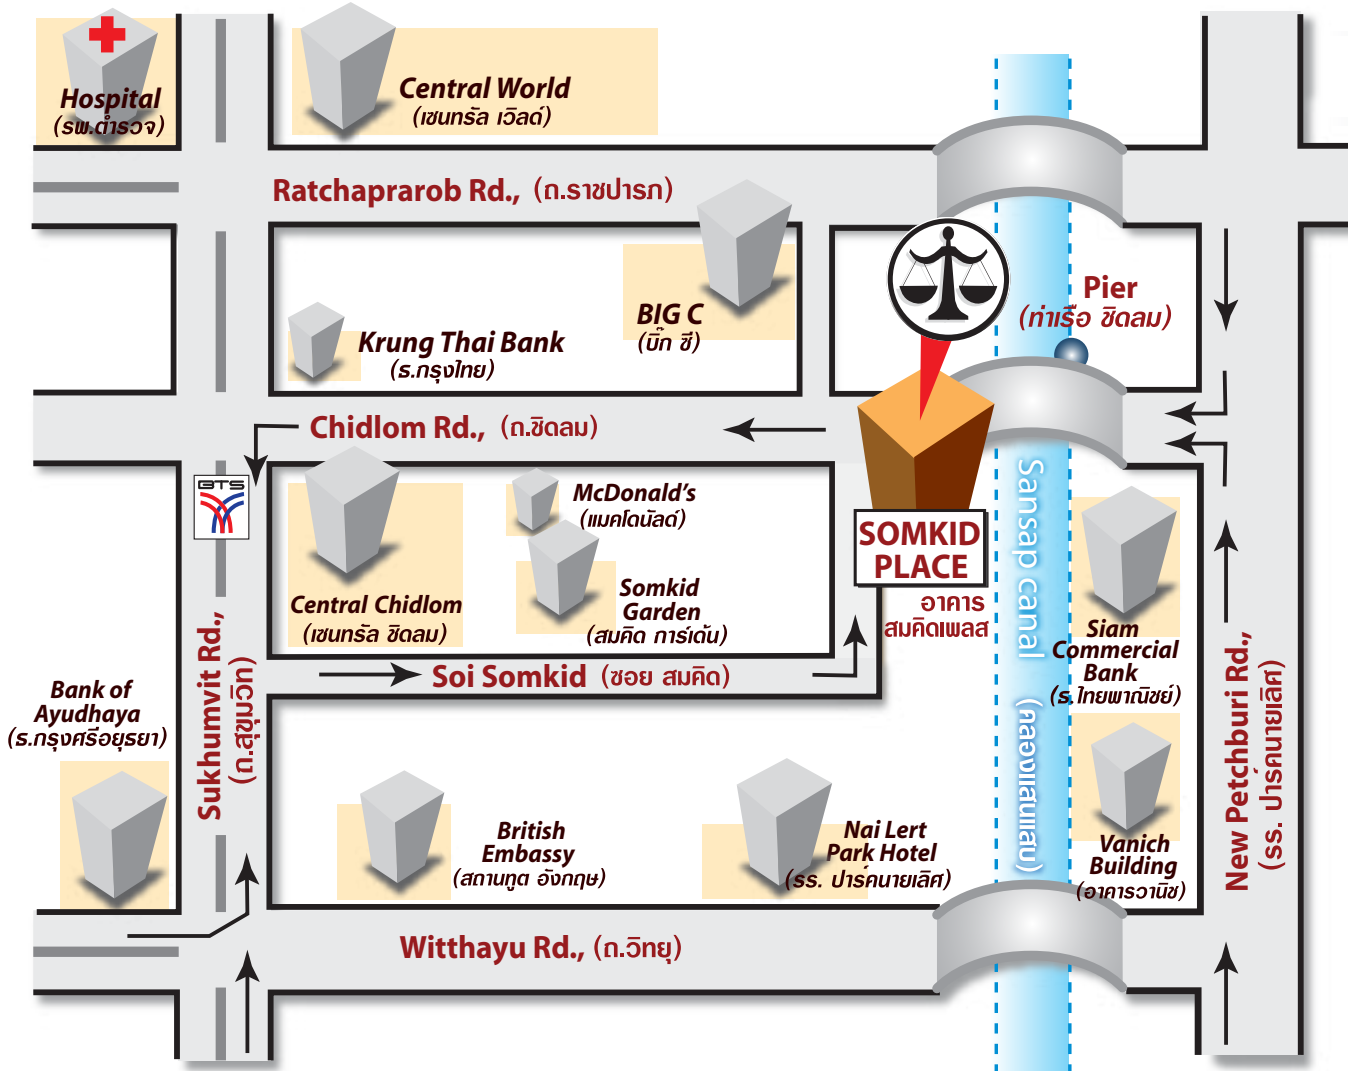 Hospital
(รพ.ตำรวจ)
Central World
(เซนทรัล เวิลด์)
Ratchaprarob Rd., (ถ.ราชปรารภ)
BIG C
(บิ๊ก ซี)
Krung Thai Bank
(ธ.กรุงไทย)
Pier
(ท่าเรือ ชิดลม)
Chidlom Rd., (ถ.ชิดลม)
BTS
McDonald's
(แมคโดนัลด์)
Central Chidlom
(เซนทรัล ชิดลม)
Somkid
Garden
(สมคิด การ์เด้น)
SOMKID
PLACE
อาคาร
สมคิดเพลส
Sansap canal (คลองแสนแสบ)
Siam
Commercial
Bank
(ธ.ไทยพาณิชย์)
Soi Somkid (ซอย สมคิด)
Sukhumvit Rd.,
(ถ.สุขุมวิท)
New Petchburi Rd.,
(รร. ปาร์คนายเลิศ)
Bank of
Ayudhaya
(ธ.กรุงศรีอยุธยา)
British
Embassy
(สถานทูต อังกฤษ)
Nai Lert
Park Hotel
(รร. ปาร์คนายเลิศ)
Vanich
Building
(อาคารวานิช)
Witthayu Rd., (ถ.วิทยุ)